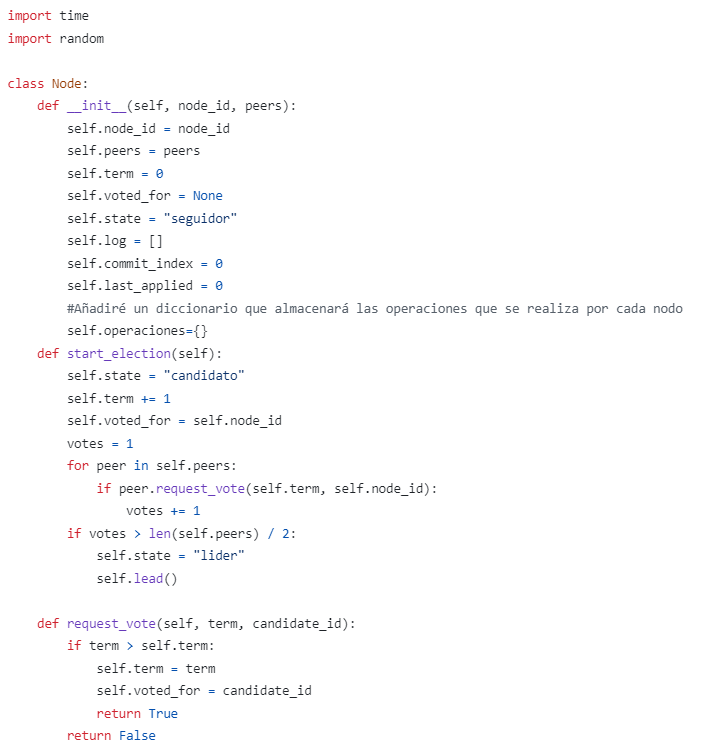 import time
import random
class Node:
    def __init__(self, node_id, peers):
        self.node_id = node_id
        self.peers = peers
        self.term = 0
        self.voted_for = None
        self.state = "seguidor"
        self.log = []
        self.commit_index = 0
        self.last_applied = 0
        #Añadiré un diccionario que almacenará las operaciones que se realiza por cada nodo
        self.operaciones={}
    def start_election(self):
        self.state = "candidato"
        self.term += 1
        self.voted_for = self.node_id
        votes = 1
        for peer in self.peers:
            if peer.request_vote(self.term, self.node_id):
                votes += 1
        if votes > len(self.peers) / 2:
            self.state = "lider"
            self.lead()
    def request_vote(self, term, candidate_id):
        if term > self.term:
            self.term = term
            self.voted_for = candidate_id
            return True
        return False